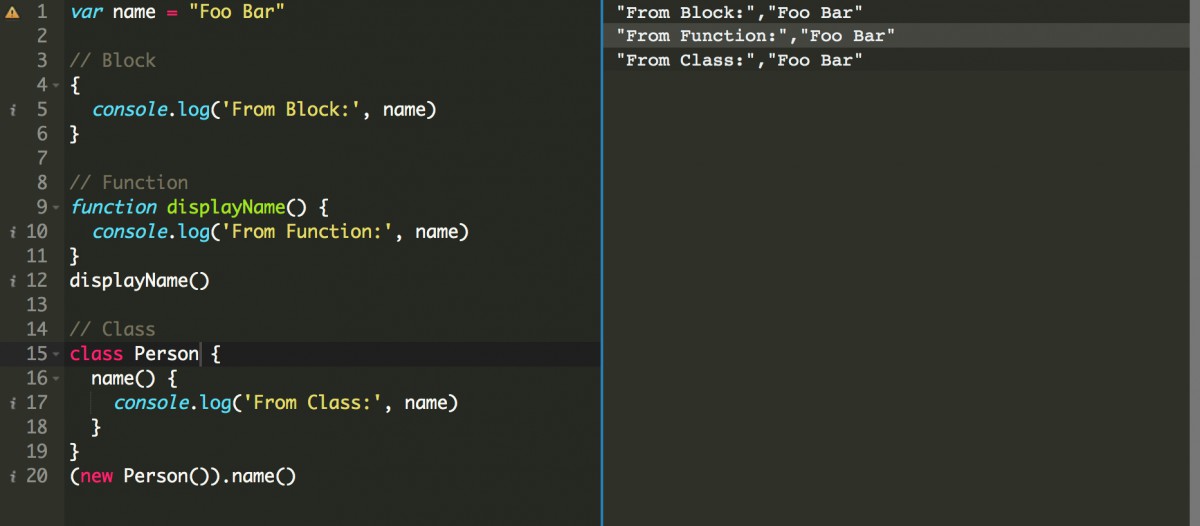 1 var name = "Foo Bar"
2
3 // Block
4 {
5   console.log('From Block:', name)
6 }
7
8 // Function
9 function displayName() {
10   console.log('From Function:', name)
11 }
12 displayName()
13
14 // Class
15 class Person {
16   name() {
17     console.log('From Class:', name)
18   }
19 }
20 (new Person()).name()
"From Block:","Foo Bar"
"From Function:","Foo Bar"
"From Class:","Foo Bar"